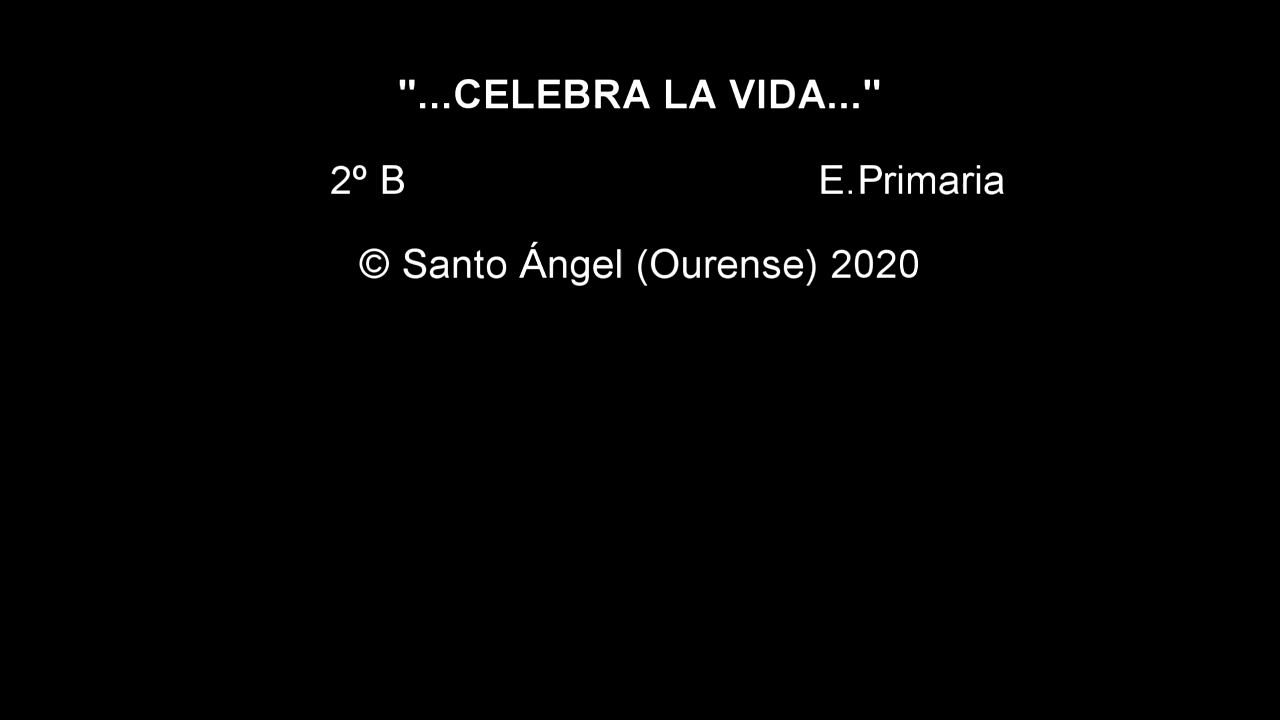 "...CELEBRA LA VIDA..."
2º B E.Primaria
© Santo Ángel (Ourense) 2020